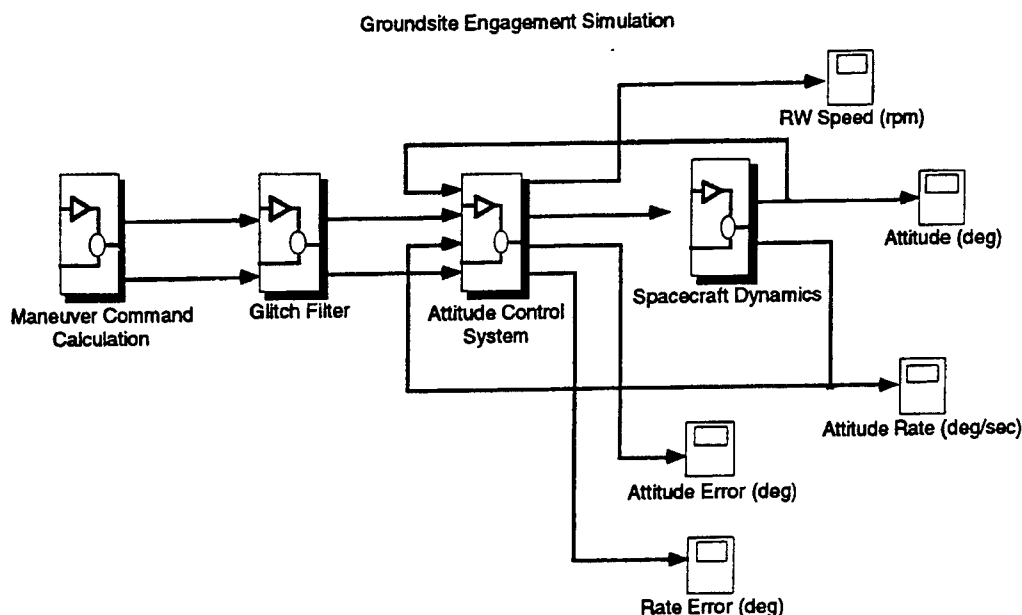 Groundsite Engagement Simulation
RW Speed (rpm)
Attitude (deg)
Spacecraft Dynamics
Maneuver Command
Calculation
Glitch Filter
Attitude Control
System
Attitude Rate (deg/sec)
Attitude Error (deg)
Rate Error (deg)